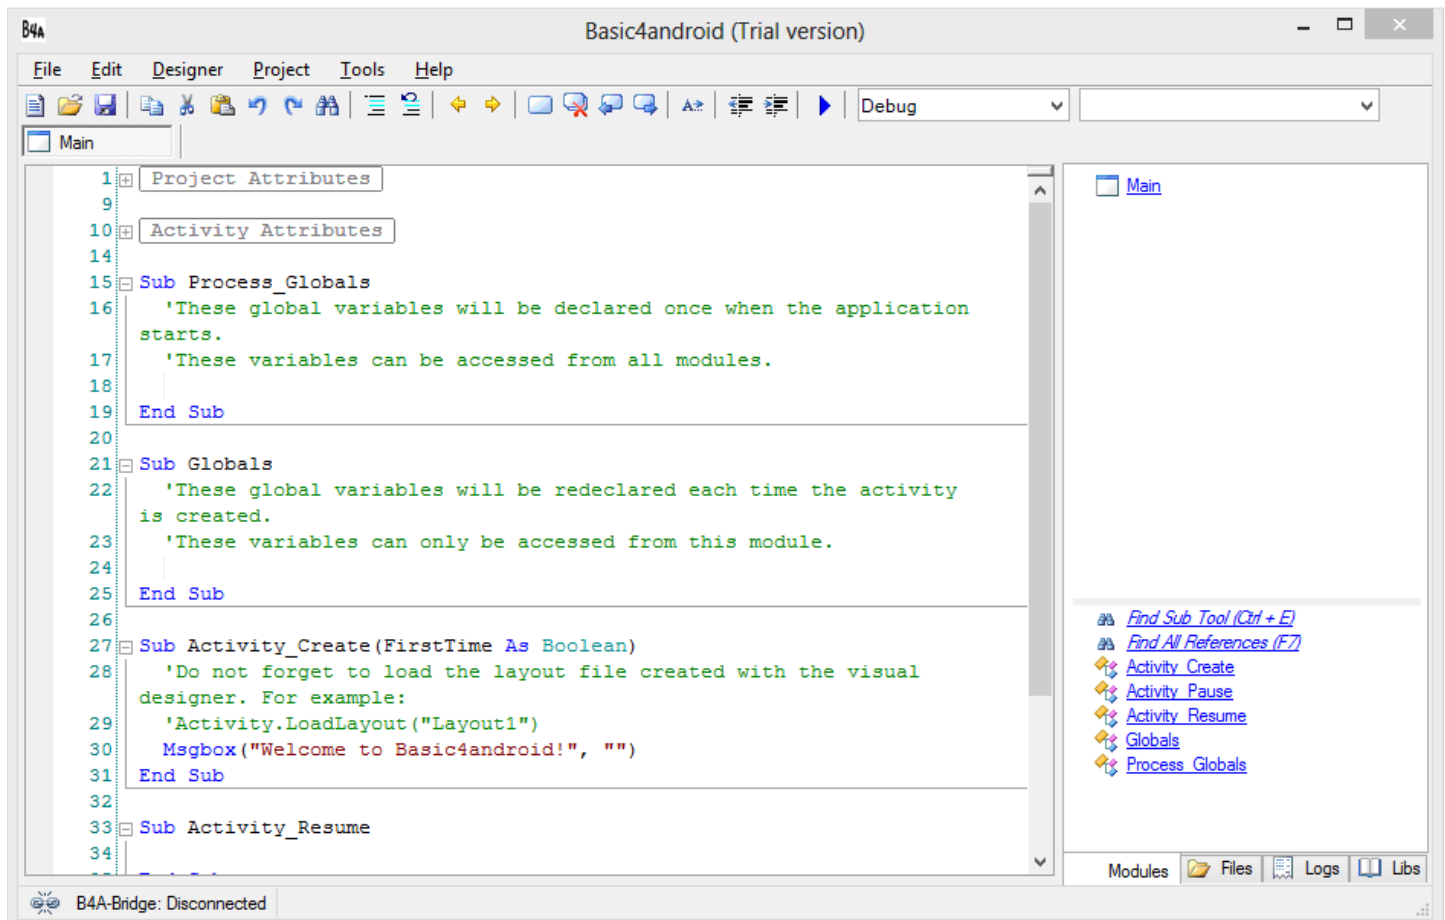 B4A
Basic4android (Trial version)
File Edit Designer Project Tools Help
Debug
Main
1 Project Attributes
9
10 Activity Attributes
14
15 Sub Process_Globals
16 'These global variables will be declared once when the application
starts.
17 'These variables can be accessed from all modules.
18
19 End Sub
20
21 Sub Globals
22 'These global variables will be redeclared each time the activity
is created.
23 'These variables can only be accessed from this module.
24
25 End Sub
26
27 Sub Activity_Create(FirstTime As Boolean)
28 'Do not forget to load the layout file created with the visual
designer. For example:
29 'Activity.LoadLayout("Layout1")
30 Msgbox("Welcome to Basic4android!", "")
31 End Sub
32
33 Sub Activity_Resume
34
Main
Find Sub Tool (Ctrl + E)
Find All References (F7)
Activity_Create
Activity_Pause
Activity_Resume
Globals
Process_Globals
Modules Files Logs Libs
B4A-Bridge: Disconnected